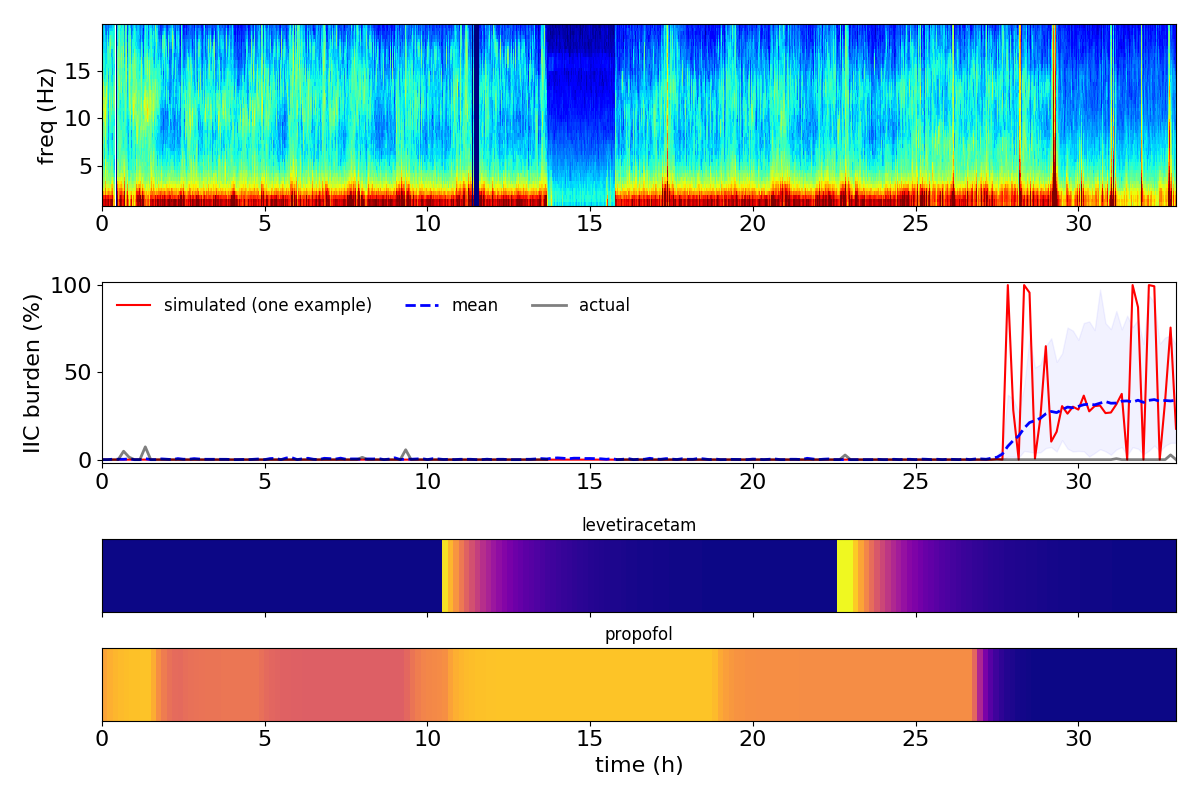 freq (Hz)
15
10
5
0 5 10 15 20 25 30
IIC burden (%)
100
50
0
simulated (one example) mean actual
0 5 10 15 20 25 30
levetiracetam
propofol
0 5 10 15 20 25 30
time (h)